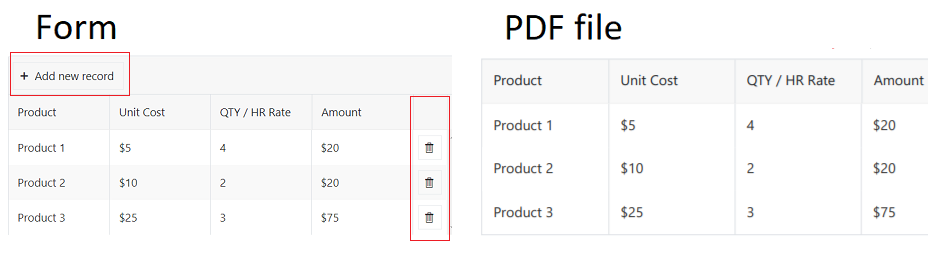 Form
+ Add new record
Product Unit Cost QTY / HR Rate Amount
Product 1 $5 4 $20
Product 2 $10 2 $20
Product 3 $25 3 $75
PDF file
Product Unit Cost QTY / HR Rate Amount
Product 1 $5 4 $20
Product 2 $10 2 $20
Product 3 $25 3 $75